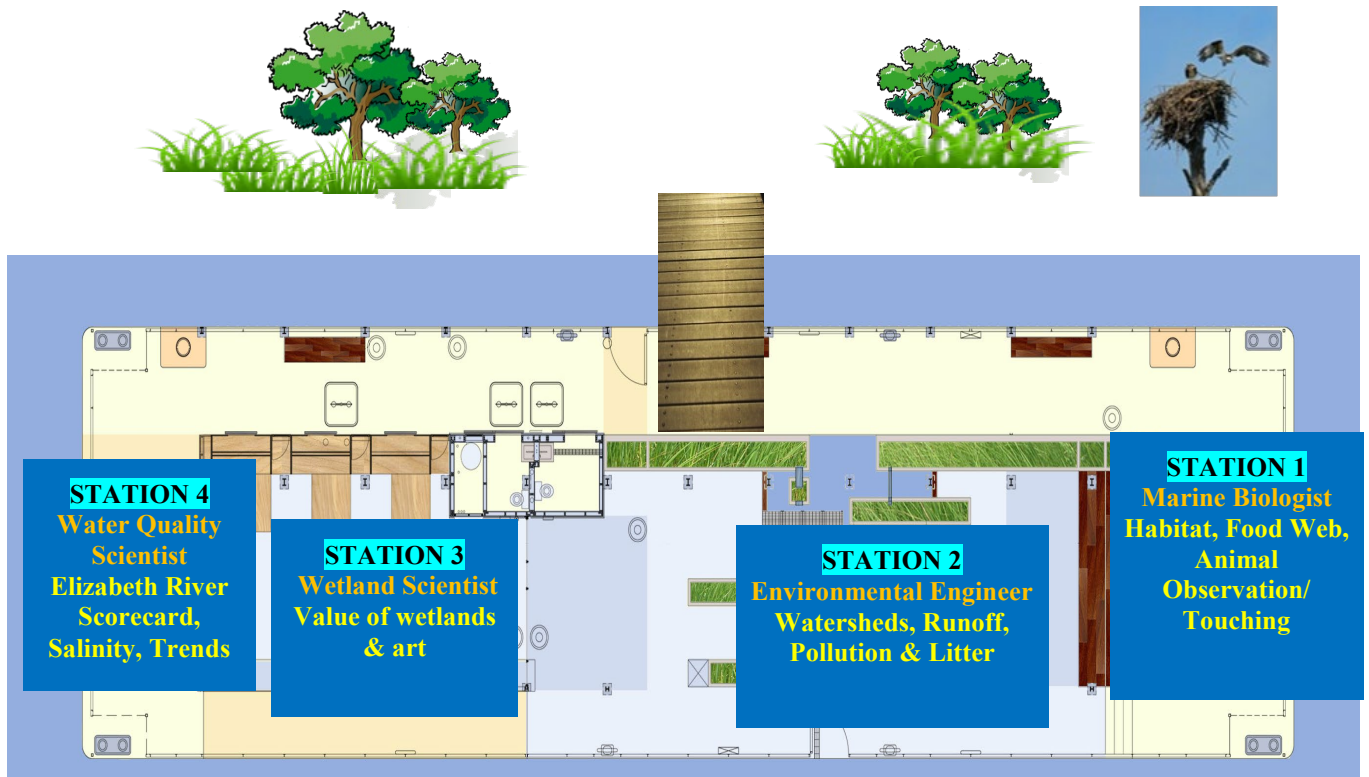 STATION 1
Marine Biologist
Habitat, Food Web,
Animal
Observation/
Touching
STATION 4
Water Quality
Scientist
Elizabeth River
Scorecard,
Salinity, Trends
STATION 3
Wetland Scientist
Value of wetlands
& art
STATION 2
Environmental Engineer
Watersheds, Runoff,
Pollution & Litter